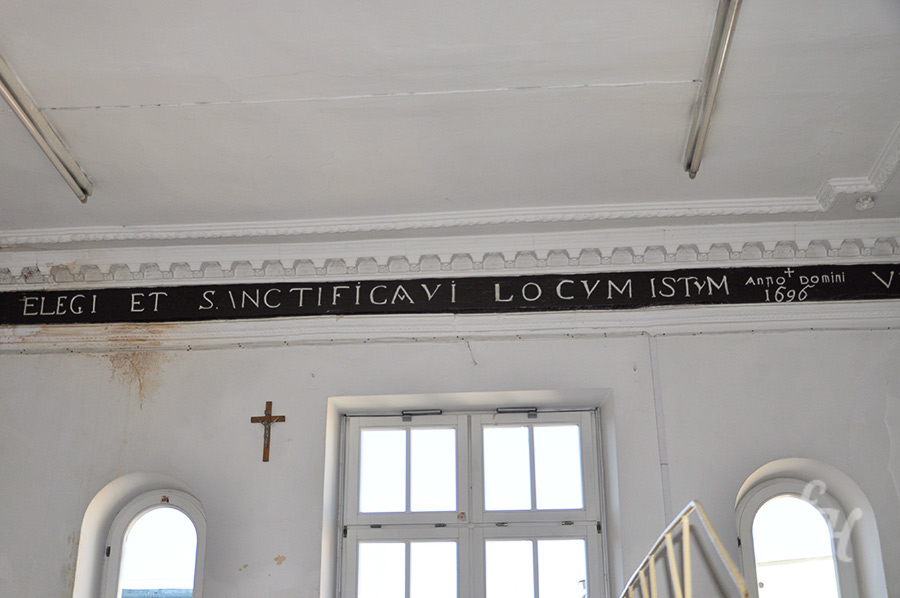 ELEGI ET SANCTIFICAVI LOCVM ISTVM Anno Domini 1696 V